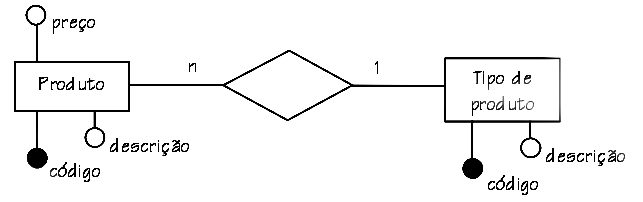 preço
Produto
n
1
Tipo de
produto
descrição
código
descrição
código